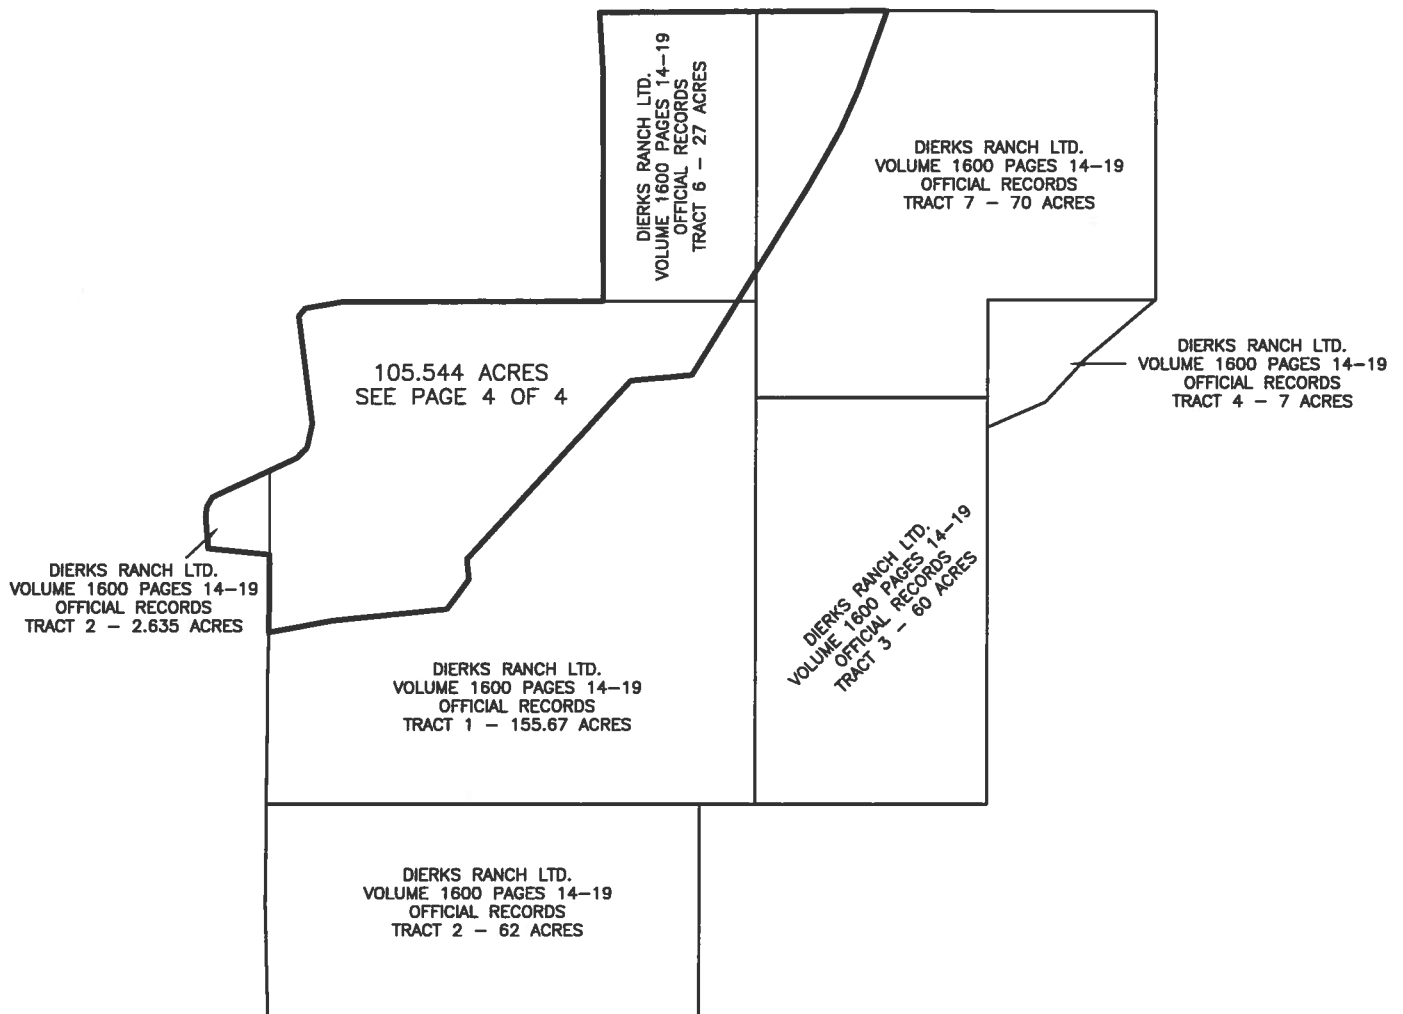 DIERKS RANCH LTD.
VOLUME 1600 PAGES 14-19
OFFICIAL RECORDS
TRACT 6 - 27 ACRES
DIERKS RANCH LTD.
VOLUME 1600 PAGES 14-19
OFFICIAL RECORDS
TRACT 7 - 70 ACRES
105.544 ACRES
SEE PAGE 4 OF 4
DIERKS RANCH LTD.
VOLUME 1600 PAGES 14-19
OFFICIAL RECORDS
TRACT 4 - 7 ACRES
DIERKS RANCH LTD.
VOLUME 1600 PAGES 14-19
OFFICIAL RECORDS
TRACT 2 - 2.635 ACRES
DIERKS RANCH LTD.
VOLUME 1600 PAGES 14-19
OFFICIAL RECORDS
TRACT 3 - 60 ACRES
DIERKS RANCH LTD.
VOLUME 1600 PAGES 14-19
OFFICIAL RECORDS
TRACT 1 - 155.67 ACRES
DIERKS RANCH LTD.
VOLUME 1600 PAGES 14-19
OFFICIAL RECORDS
TRACT 2 - 62 ACRES